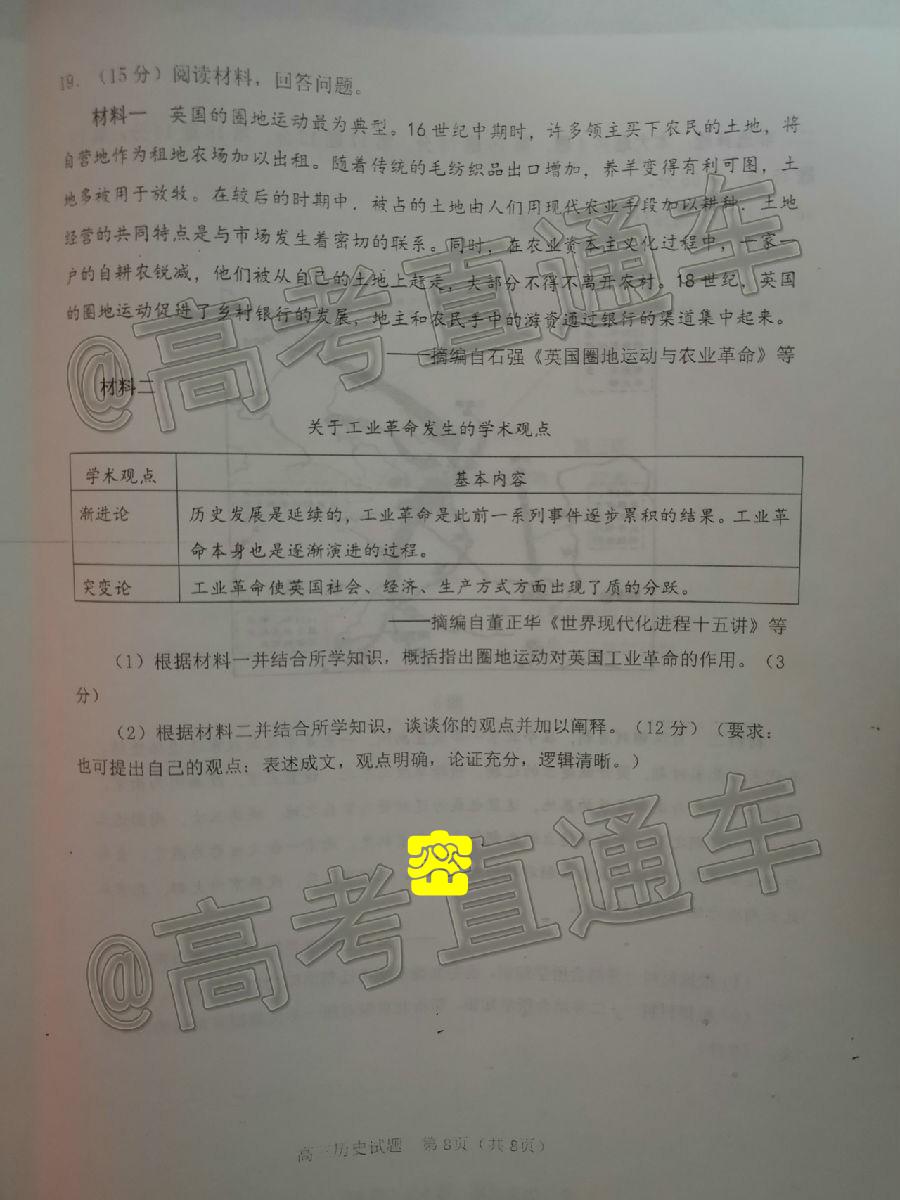 19.（15分）阅读材料，回答问题。
材料一 英国的圈地运动最为典型。16世纪中期时，许多领主买下农民的土地，将
自营地作为租地农场加以出租。随着传统的毛纺织品出口增加，养羊变得有利可图，土
地多被用于放牧。在较后的时期中，被占的土地由人们用现代农业手段加以耕种，土地
经营的共同特点是与市场发生着密切的联系。同时，在农业资本主义化过程中，一家一
户的自耕农锐减，他们被从自己的土地上赶走，大部分不得不离开农村。18世纪，英国
的圈地运动促进了乡村银行的发展，地主和农民手中的游资通过银行的渠道集中起来。
——摘编自石强《英国圈地运动与农业革命》等
材料二
关于工业革命发生的学术观点
学术观点 基本内容
渐进论 历史发展是延续的，工业革命是此前一系列事件逐步累积的结果。工业革
命本身也是逐渐演进的过程。
突变论 工业革命使英国社会、经济、生产方式方面出现了质的分跃。
——摘编自董正华《世界现代化进程十五讲》等
（1）根据材料一并结合所学知识，概括指出圈地运动对英国工业革命的作用。（3
分）
（2）根据材料二并结合所学知识，谈谈你的观点并加以阐释。（12分）（要求：
也可提出自己的观点；表述成文，观点明确，论证充分，逻辑清晰。）
高三历史试题 第8页（共8页）
@高考直通车
@高考直通车